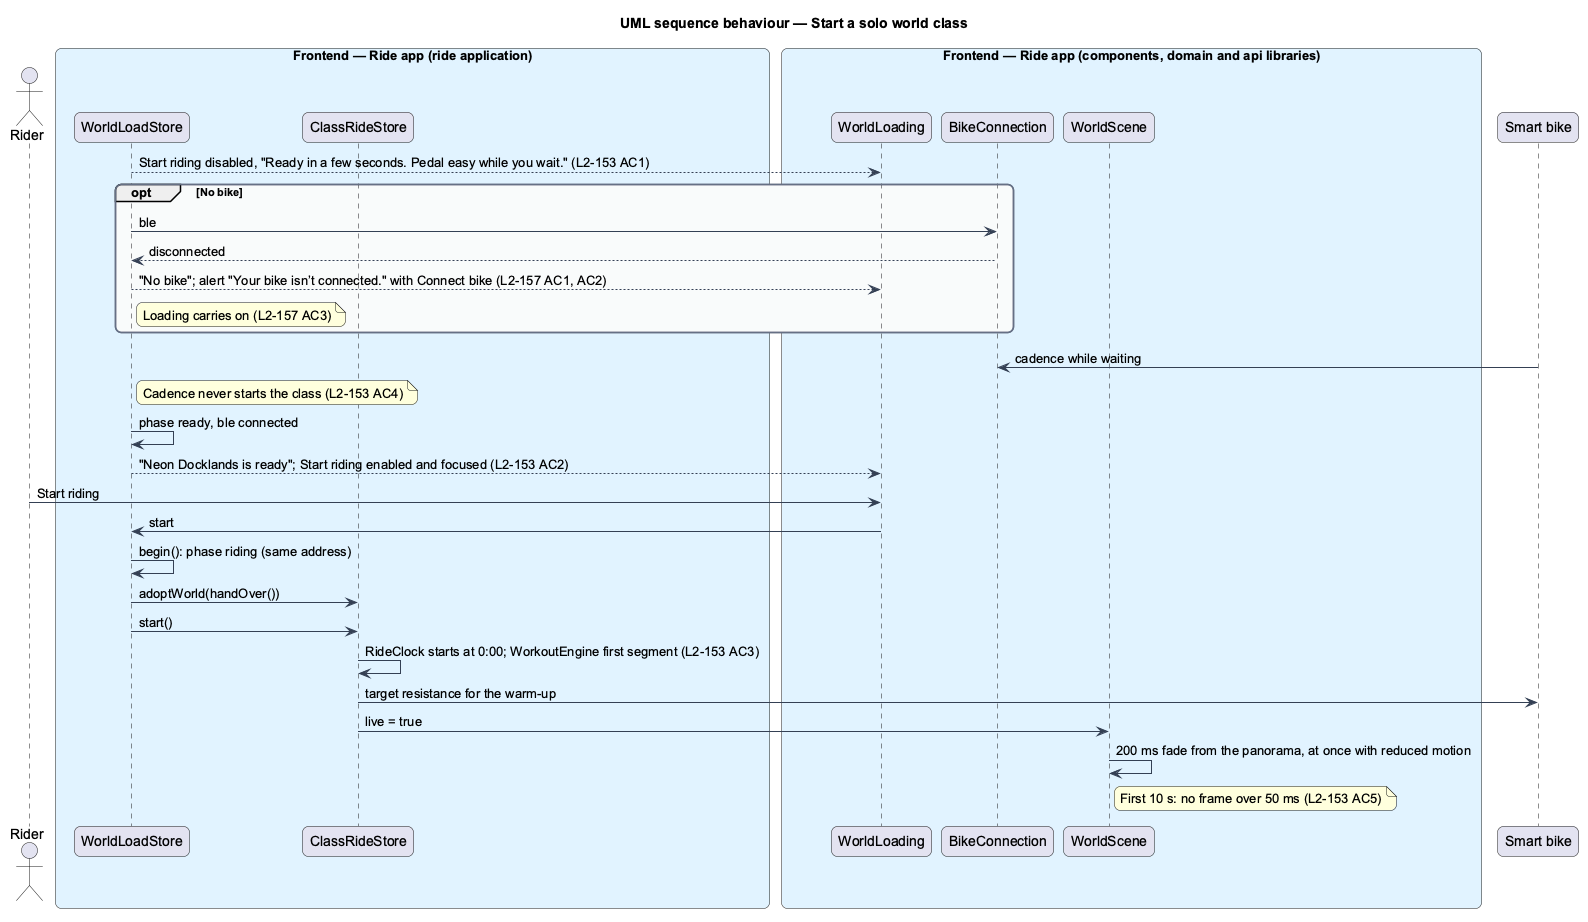 UML sequence behaviour — Start a solo world class
Frontend — Ride app (ride application)
Frontend — Ride app (components, domain and api libraries)
Rider
WorldLoadStore
ClassRideStore
WorldLoading
BikeConnection
WorldScene
Smart bike
Start riding disabled, "Ready in a few seconds. Pedal easy while you wait." (L2-153 AC1)
opt
[No bike]
ble
disconnected
"No bike"; alert "Your bike isn't connected." with Connect bike (L2-157 AC1, AC2)
Loading carries on (L2-157 AC3)
cadence while waiting
Cadence never starts the class (L2-153 AC4)
phase ready, ble connected
"Neon Docklands is ready"; Start riding enabled and focused (L2-153 AC2)
Start riding
start
begin(): phase riding (same address)
adoptWorld(handOver())
start()
RideClock starts at 0:00; WorkoutEngine first segment (L2-153 AC3)
target resistance for the warm-up
live = true
200 ms fade from the panorama, at once with reduced motion
First 10 s: no frame over 50 ms (L2-153 AC5)
Rider
WorldLoadStore
ClassRideStore
WorldLoading
BikeConnection
WorldScene
Smart bike